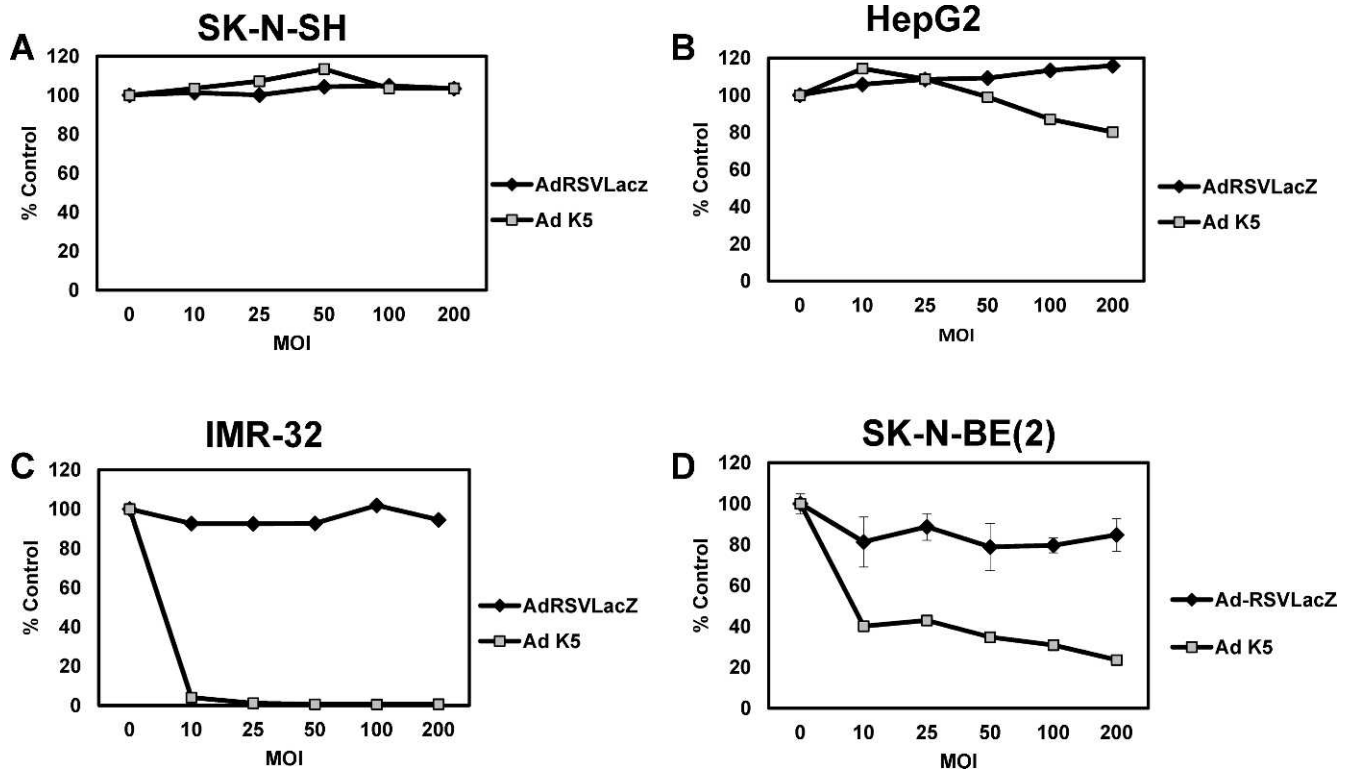 A
SK-N-SH
120
100
80
60
40
20
0
% Control
0 10 25 50 100 200
MOI
AdRSVLacz
Ad K5
B
HepG2
120
100
80
60
40
20
0
% Control
0 10 25 50 100 200
MOI
AdRSVLacZ
Ad K5
C
IMR-32
120
100
80
60
40
20
0
% Control
0 10 25 50 100 200
MOI
AdRSVLacZ
Ad K5
D
SK-N-BE(2)
120
100
80
60
40
20
0
% Control
0 10 25 50 100 200
MOI
Ad-RSVLacZ
Ad K5